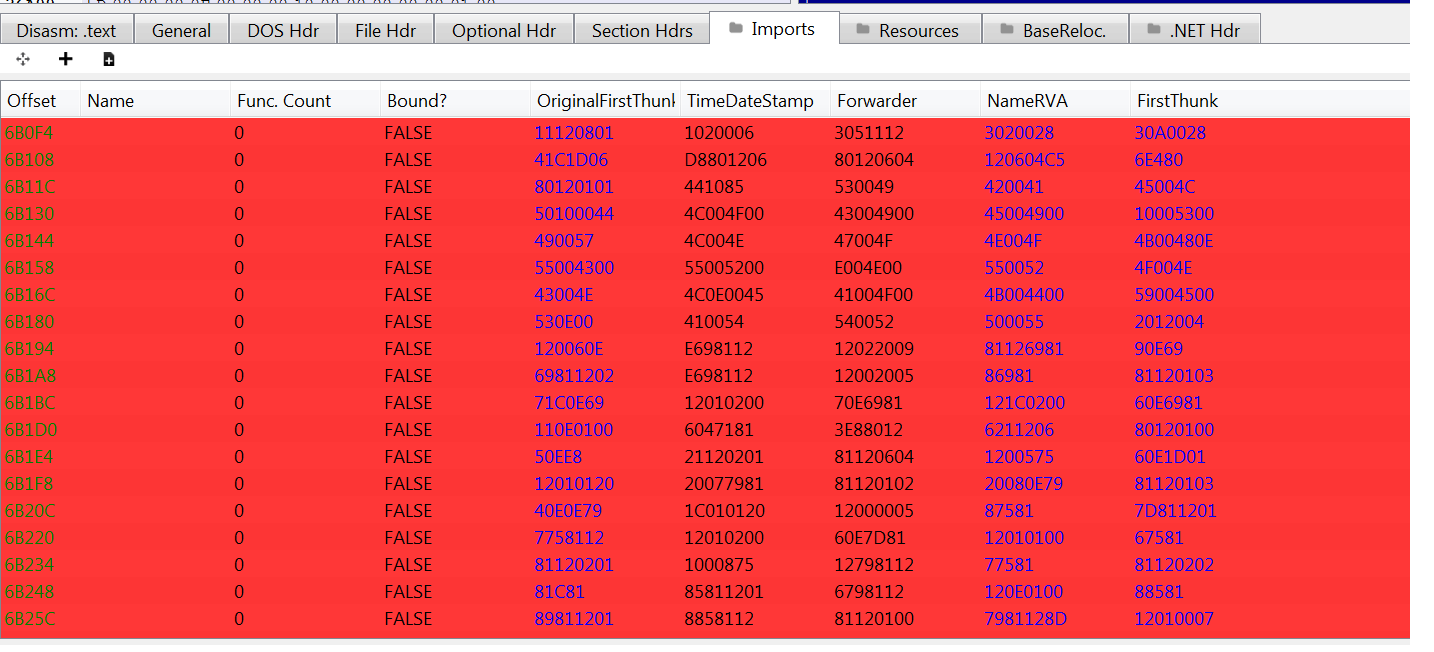 Disasm: .text General DOS Hdr File Hdr Optional Hdr Section Hdrs Imports Resources BaseReloc. .NET Hdr
Offset Name Func. Count Bound? OriginalFirstThunk TimeDateStamp Forwarder NameRVA FirstThunk
6B0F4 0 FALSE 11120801 1020006 3051112 3020028 30A0028
6B108 0 FALSE 41C1D06 D8801206 80120604 120604C5 6E480
6B11C 0 FALSE 80120101 441085 530049 420041 45004C
6B130 0 FALSE 50100044 4C004F00 43004900 45004900 10005300
6B144 0 FALSE 490057 4C004E 47004F 4E004F 4B00480E
6B158 0 FALSE 55004300 55005200 E004E00 550052 4F004E
6B16C 0 FALSE 43004E 4C0E0045 41004F00 4B004400 59004500
6B180 0 FALSE 530E00 410054 540052 500055 2012004
6B194 0 FALSE 120060E E698112 12022009 81126981 90E69
6B1A8 0 FALSE 69811202 E698112 12002005 86981 81120103
6B1BC 0 FALSE 71C0E69 12010200 70E6981 121C0200 60E6981
6B1D0 0 FALSE 110E0100 6047181 3E88012 6211206 80120100
6B1E4 0 FALSE 50EE8 21120201 81120604 1200575 60E1D01
6B1F8 0 FALSE 12010120 20077981 81120102 20080E79 81120103
6B20C 0 FALSE 40E0E79 1C010120 12000005 87581 7D811201
6B220 0 FALSE 7758112 12010200 60E7D81 12010100 67581
6B234 0 FALSE 81120201 1000875 12798112 77581 81120202
6B248 0 FALSE 81C81 85811201 6798112 120E0100 88581
6B25C 0 FALSE 89811201 8858112 81120100 7981128D 12010007